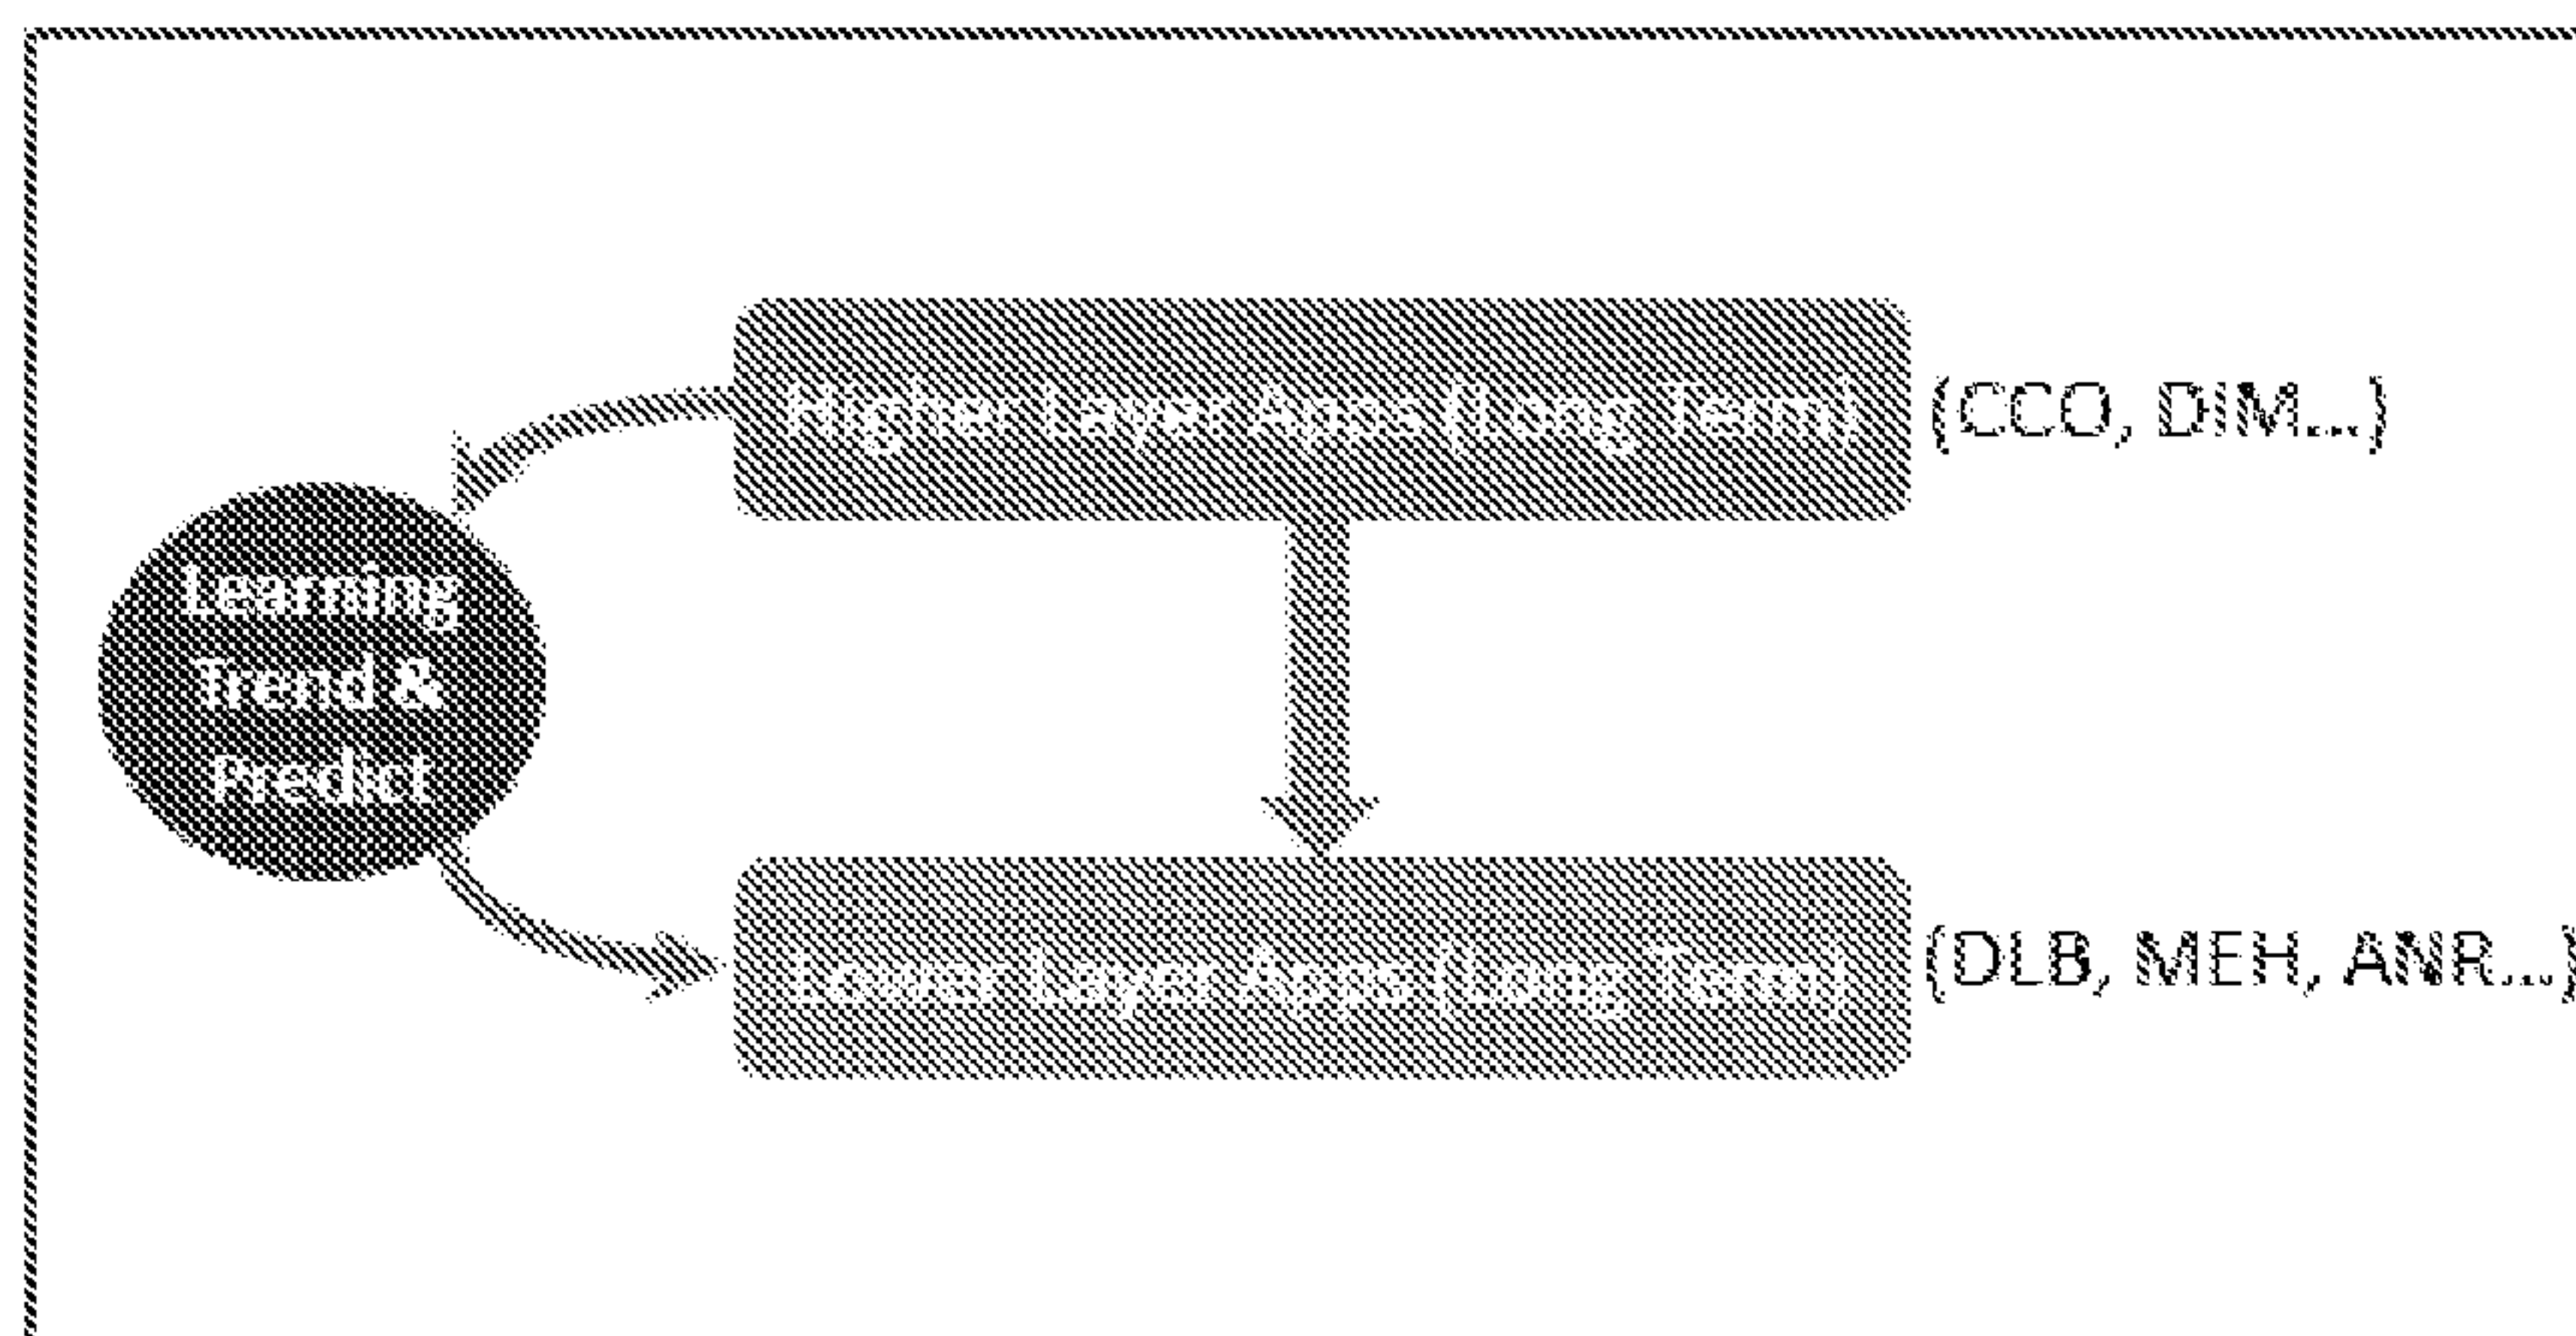 Higher Layer Apps (Long Term) (CCO, DIM...)
Learning
Trend &
Predict
Lower Layer Apps (Long Term) (DLB, MEH, ANR...)